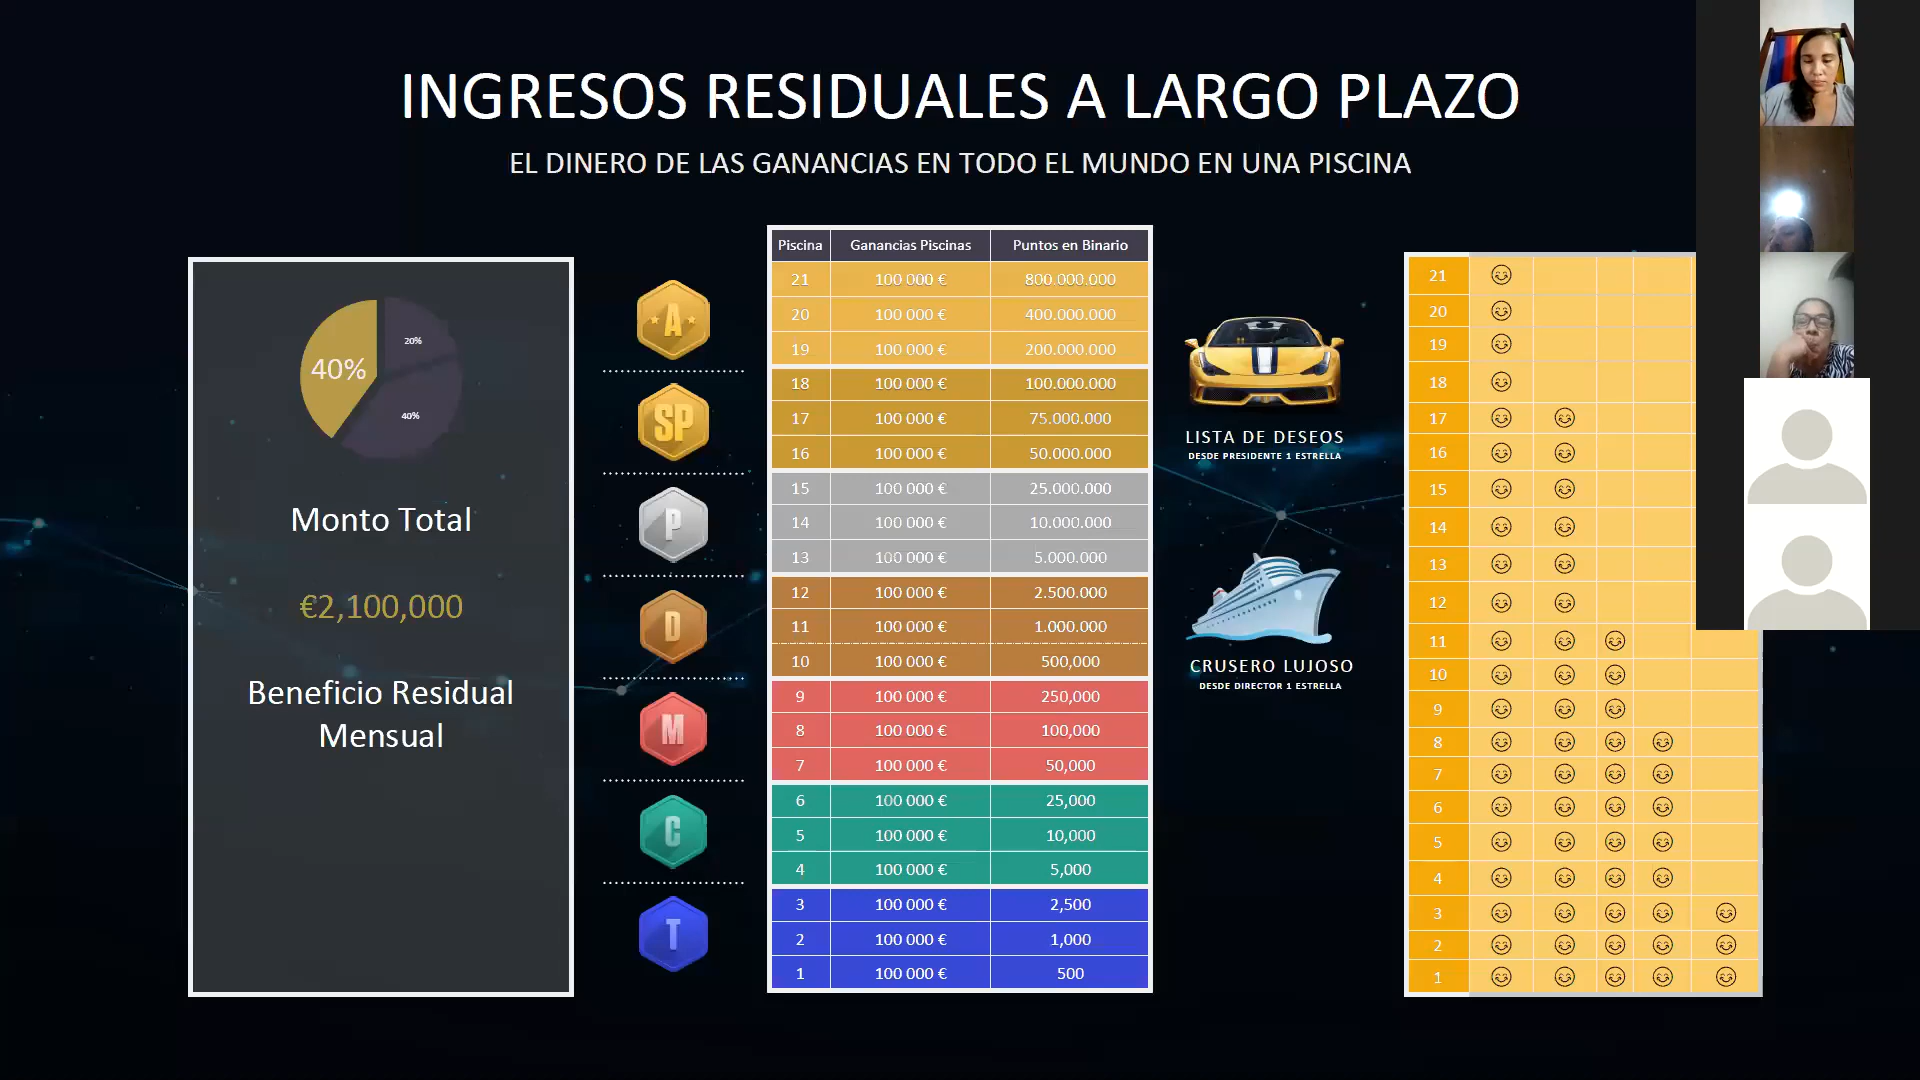 INGRESOS RESIDUALES A LARGO PLAZO
EL DINERO DE LAS GANANCIAS EN TODO EL MUNDO EN UNA PISCINA
40%
20%
40%
Monto Total
€2,100,000
Beneficio Residual
Mensual
A
SP
P
D
M
C
T
Piscina Ganancias Piscinas Puntos en Binario
21 100 000 € 800.000.000
20 100 000 € 400.000.000
19 100 000 € 200.000.000
18 100 000 € 100.000.000
17 100 000 € 75.000.000
16 100 000 € 50.000.000
15 100 000 € 25.000.000
14 100 000 € 10.000.000
13 100 000 € 5.000.000
12 100 000 € 2.500.000
11 100 000 € 1.000.000
10 100 000 € 500,000
9 100 000 € 250,000
8 100 000 € 100,000
7 100 000 € 50,000
6 100 000 € 25,000
5 100 000 € 10,000
4 100 000 € 5,000
3 100 000 € 2,500
2 100 000 € 1,000
1 100 000 € 500
LISTA DE DESEOS
DESDE PRESIDENTE 1 ESTRELLA
CRUSERO LUJOSO
DESDE DIRECTOR 1 ESTRELLA
21
20
19
18
17
16
15
14
13
12
11
10
9
8
7
6
5
4
3
2
1